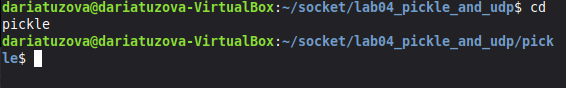 dariatuzova@dariatuzova-VirtualBox:~/socket/lab04_pickle_and_udp$ cd
pickle
dariatuzova@dariatuzova-VirtualBox:~/socket/lab04_pickle_and_udp/pick
le$